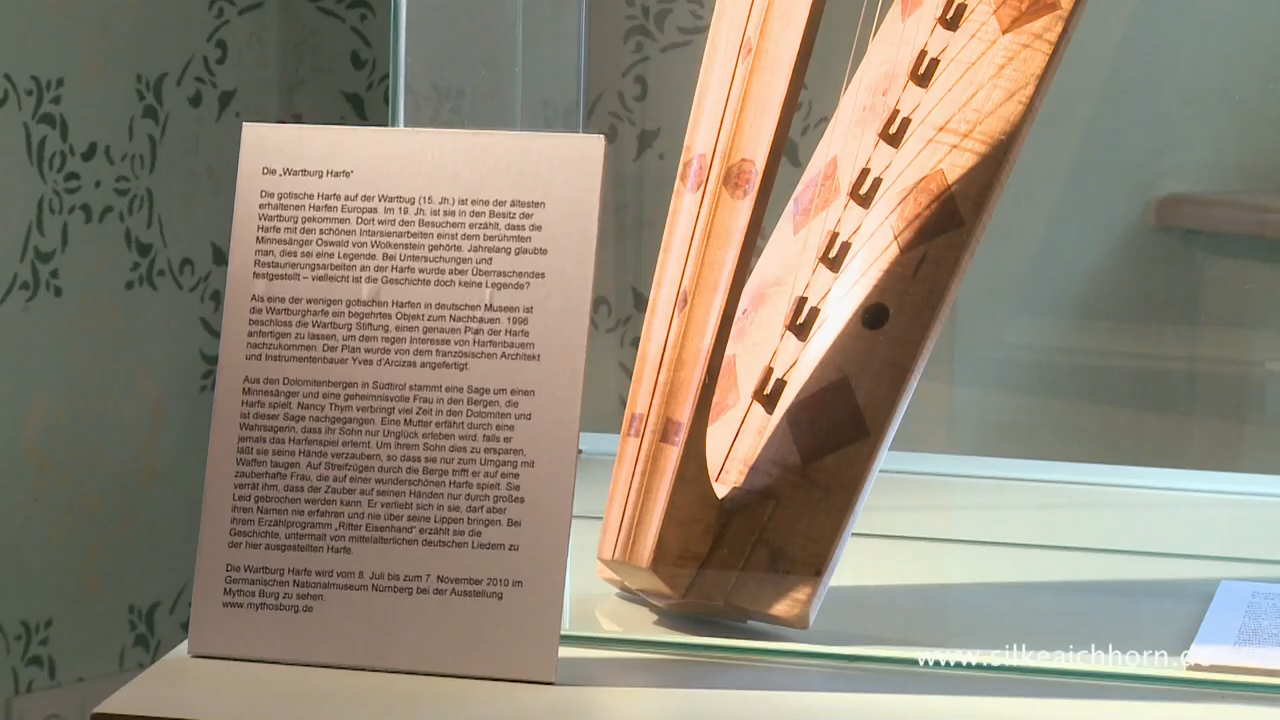 Die „Wartburg Harfe“
Die gotische Harfe auf der Wartbug (15. Jh.) ist eine der ältesten
erhaltenen Harfen Europas. Im 19. Jh. ist sie in den Besitz der
Wartburg gekommen. Dort wird den Besuchern erzählt, dass die
Harfe mit den schönen Intarsienarbeiten einst dem berühmten
Minnesänger Oswald von Wolkenstein gehörte. Jahrelang glaubte
man, dies sei eine Legende. Bei Untersuchungen und
Restaurierungsarbeiten an der Harfe wurde aber Überraschendes
festgestellt – vielleicht ist die Geschichte doch keine Legende?
Als eine der wenigen gotischen Harfen in deutschen Museen ist
die Wartburgharfe ein begehrtes Objekt zum Nachbauen. 1996
beschloss die Wartburg Stiftung, einen genauen Plan der Harfe
anfertigen zu lassen, um dem regen Interesse von Harfenbauern
nachzukommen. Der Plan wurde von dem französischen Architekt
und Instrumentenbauer Yves d'Arcizas angefertigt.
Aus den Dolomitenbergen in Südtirol stammt eine Sage um einen
Minnesänger und eine geheimnisvolle Frau in den Bergen, die
Harfe spielt. Nancy Thym verbringt viel Zeit in den Dolomiten und
ist dieser Sage nachgegangen. Eine Mutter erfährt durch eine
Wahrsagerin, dass ihr Sohn nur Unglück erleben wird, falls er
jemals das Harfenspiel erlernt. Um ihrem Sohn dies zu ersparen,
läßt sie seine Hände verzaubern, so dass sie nur zum Umgang mit
Waffen taugen. Auf Streifzügen durch die Berge trifft er auf eine
zauberhafte Frau, die auf einer wunderschönen Harfe spielt. Sie
verrät ihm, dass der Zauber auf seinen Händen nur durch großes
Leid gebrochen werden kann. Er verliebt sich in sie, darf aber
ihren Namen nie erfahren und nie über seine Lippen bringen. Bei
ihrem Erzählprogramm „Ritter Eisenhand“ erzählt sie die
Geschichte, untermalt von mittelalterlichen deutschen Liedern zu
der hier ausgestellten Harfe.
Die Wartburg Harfe wird vom 8. Juli bis zum 7. November 2010 im
Germanischen Nationalmuseum Nürnberg bei der Ausstellung
Mythos Burg zu sehen.
www.mythosburg.de
www.silkeaichhorn.de